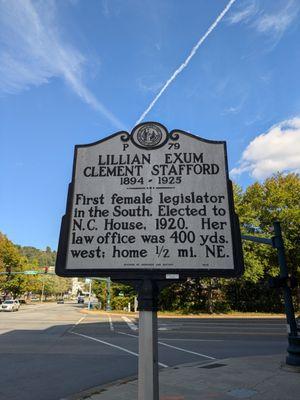 P
79
LILLIAN EXUM
CLEMENT STAFFORD
1894 - 1925
First female legislator
in the South. Elected to
N.C. House, 1920. Her
law office was 400 yds.
west; home ½ mi. NE.